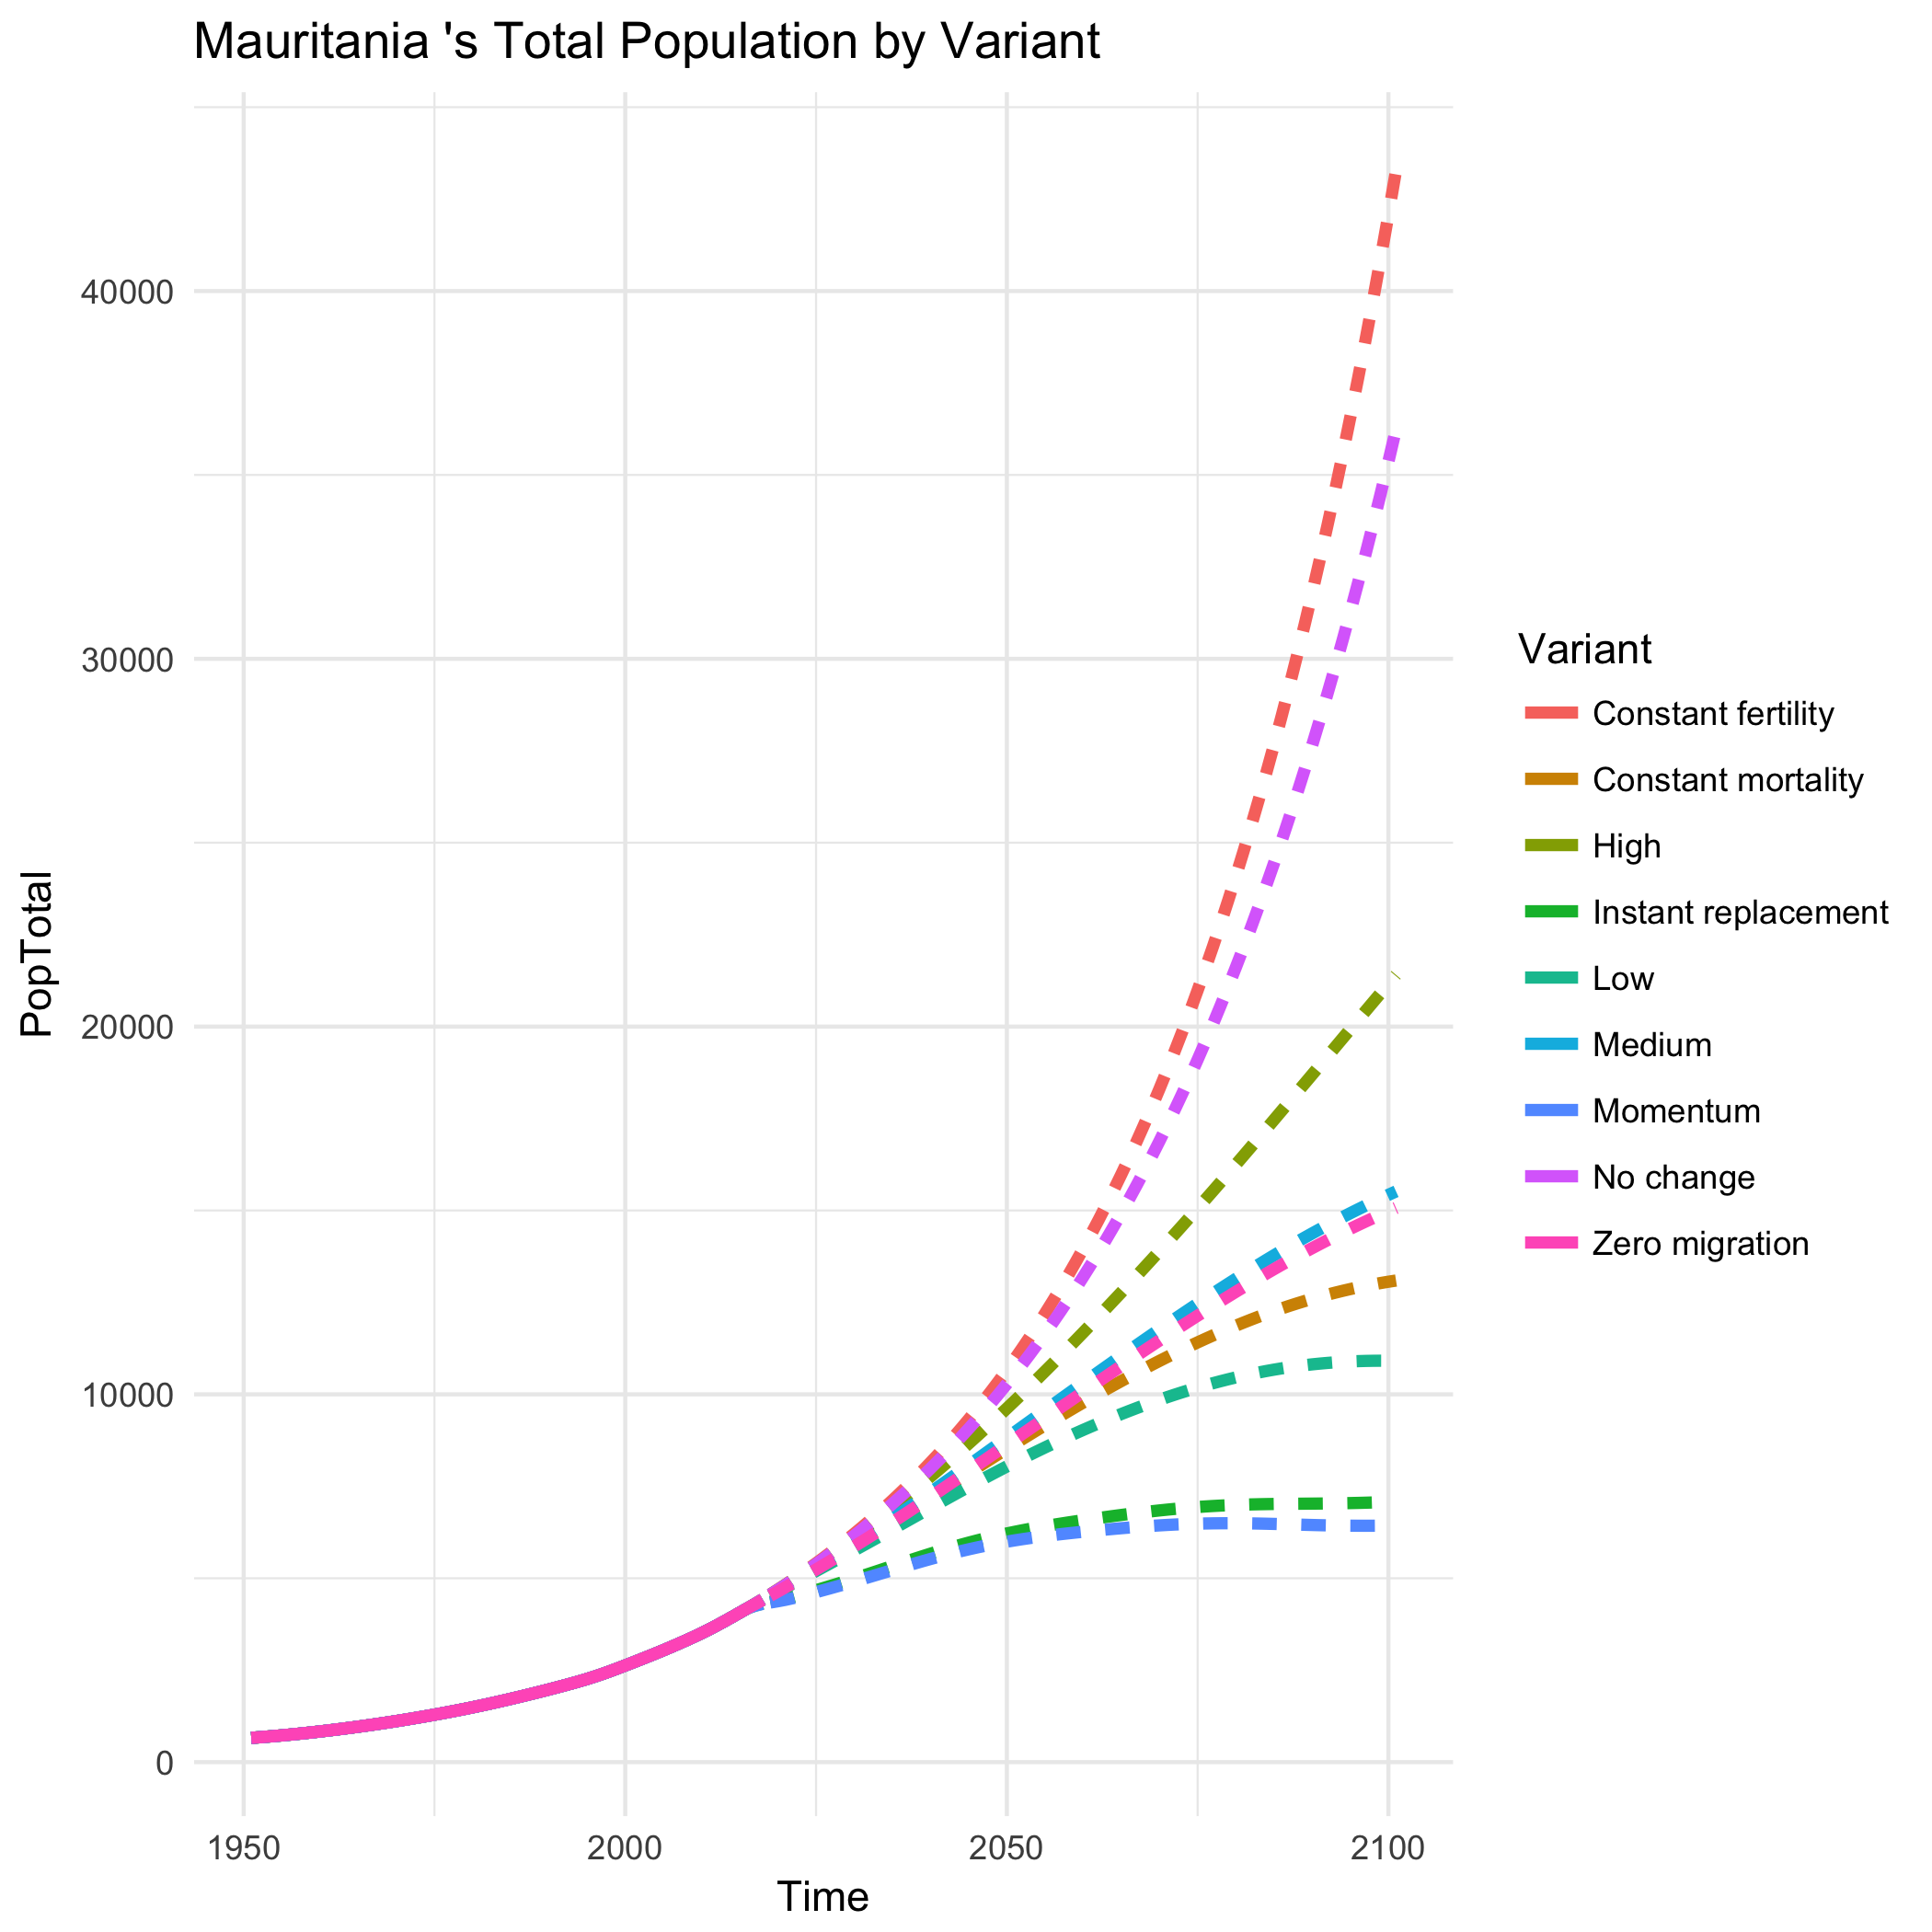 Mauritania 's Total Population by Variant
PopTotal
40000
30000
20000
10000
0
1950
2000
2050
2100
Time
Variant
Constant fertility
Constant mortality
High
Instant replacement
Low
Medium
Momentum
No change
Zero migration